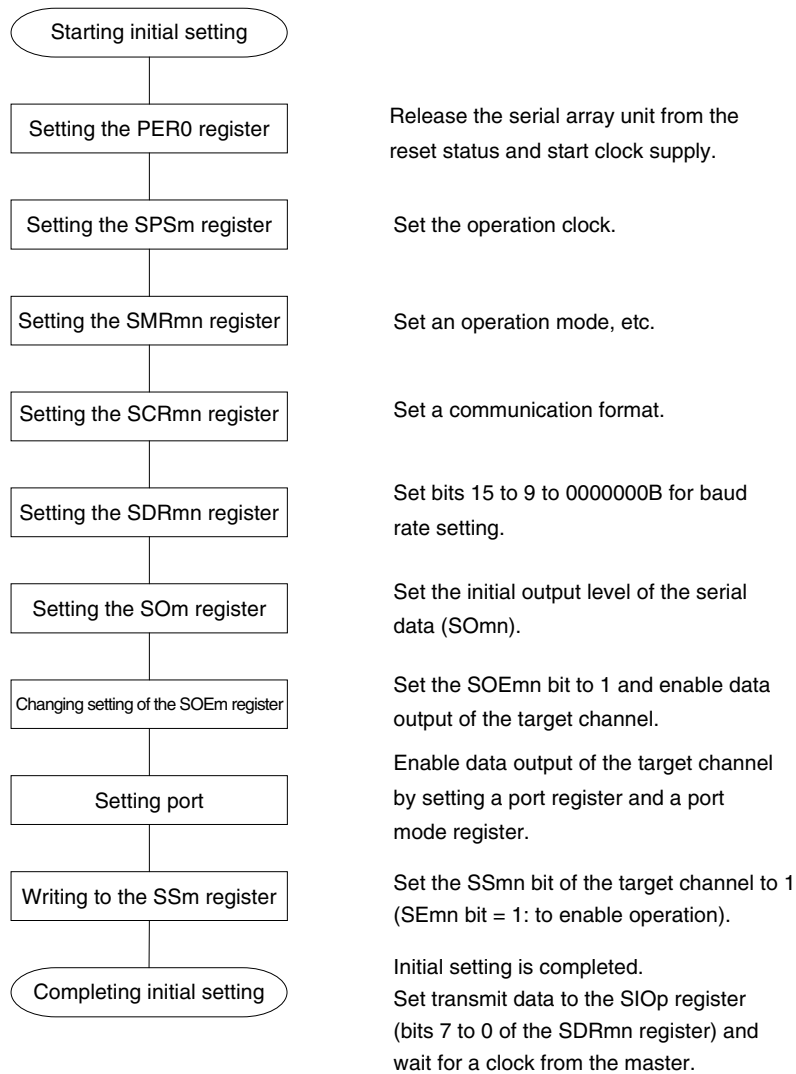 Starting initial setting
Setting the PER0 register
Release the serial array unit from the
reset status and start clock supply.
Setting the SPSm register
Set the operation clock.
Setting the SMRmn register
Set an operation mode, etc.
Setting the SCRmn register
Set a communication format.
Setting the SDRmn register
Set bits 15 to 9 to 0000000B for baud
rate setting.
Setting the SOm register
Set the initial output level of the serial
data (SOmn).
Changing setting of the SOEm register
Set the SOEmn bit to 1 and enable data
output of the target channel.
Setting port
Enable data output of the target channel
by setting a port register and a port
mode register.
Writing to the SSm register
Set the SSmn bit of the target channel to 1
(SEmn bit = 1: to enable operation).
Completing initial setting
Initial setting is completed.
Set transmit data to the SIOp register
(bits 7 to 0 of the SDRmn register) and
wait for a clock from the master.